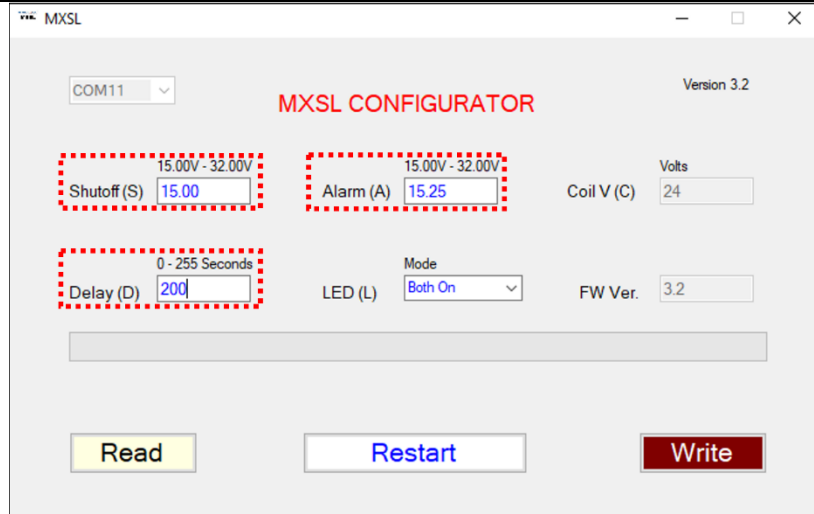 MXSL
COM11
MXSL CONFIGURATOR
Version 3.2
15.00V - 32.00V
Shutoff (S) 15.00
15.00V - 32.00V
Alarm (A) 15.25
Volts
Coil V (C) 24
0 - 255 Seconds
Delay (D) 200
Mode
LED (L) Both On
FW Ver. 3.2
Read
Restart
Write